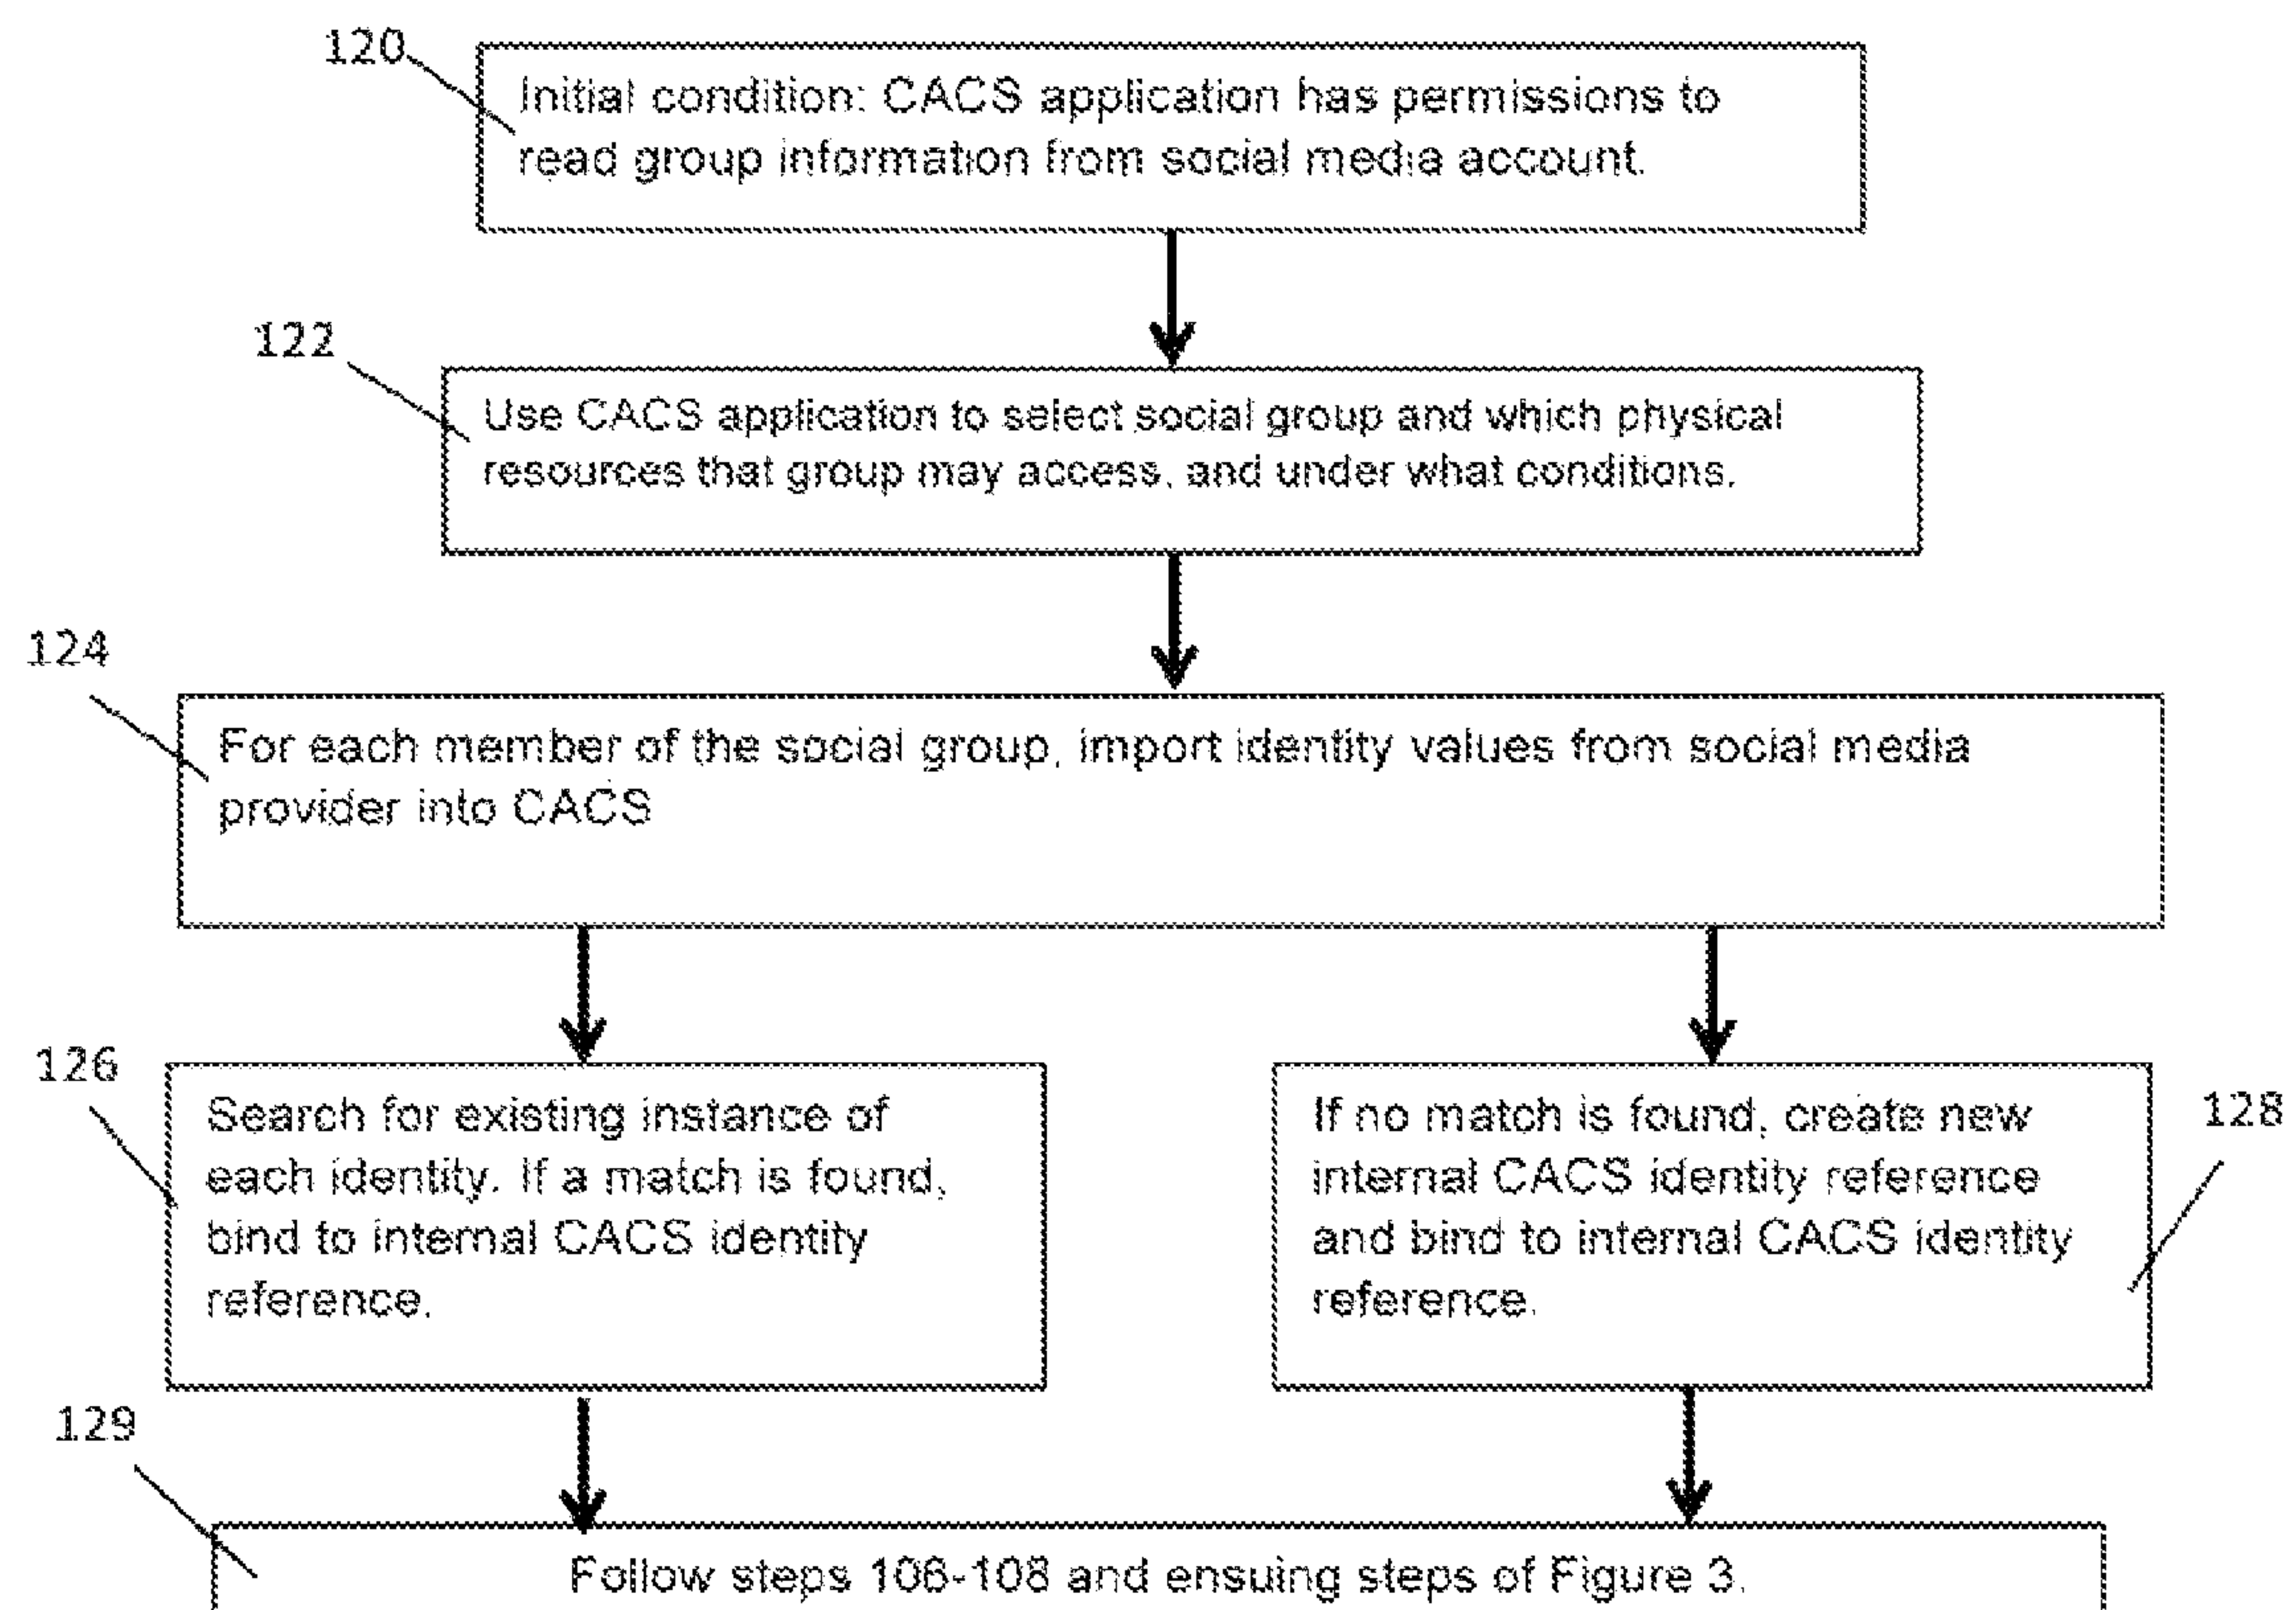 120
Initial condition: CACS application has permissions to
read group information from social media account.
122
Use CACS application to select social group and which physical
resources that group may access, and under what conditions.
124
For each member of the social group, import identity values from social media
provider into CACS
126
Search for existing instance of
each identity. If a match is found,
bind to internal CACS identity
reference.
If no match is found, create new
internal CACS identity reference
and bind to internal CACS identity
reference.
128
129
Follow steps 106-108 and ensuing steps of Figure 3.